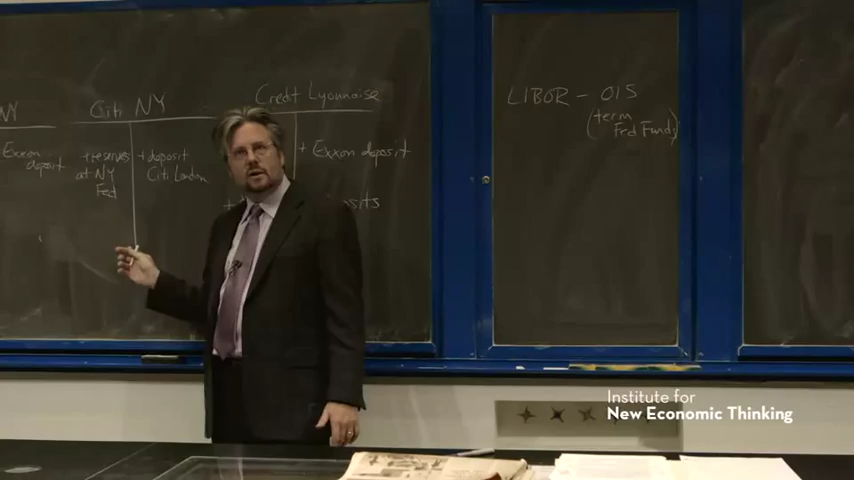 NY
Citi NY
Credit Lyonnaise
LIBOR - OIS
(term
Fed Funds)
Exxon
deposit
+reserves
at NY
Fed
+deposit
Citi London
+ Exxon deposit
Institute for
New Economic Thinking